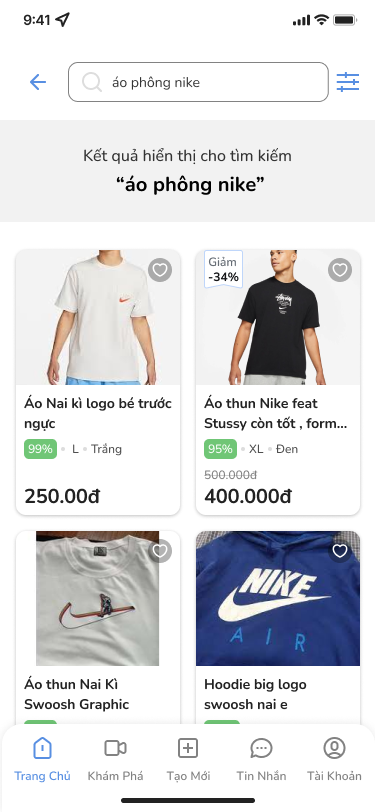 9:41
áo phông nike
Kết quả hiển thị cho tìm kiếm
“áo phông nike”
Giảm
-34%
Áo Nai kì logo bé trước
ngực
99% L Trắng
250.00đ
Áo thun Nike feat
Stussy còn tốt , form...
95% XL Đen
500.000đ
400.000đ
NIKE
AIR
Áo thun Nai Kì
Swoosh Graphic
Hoodie big logo
swoosh nai e
Trang Chủ
Khám Phá
Tạo Mới
Tin Nhắn
Tài Khoản